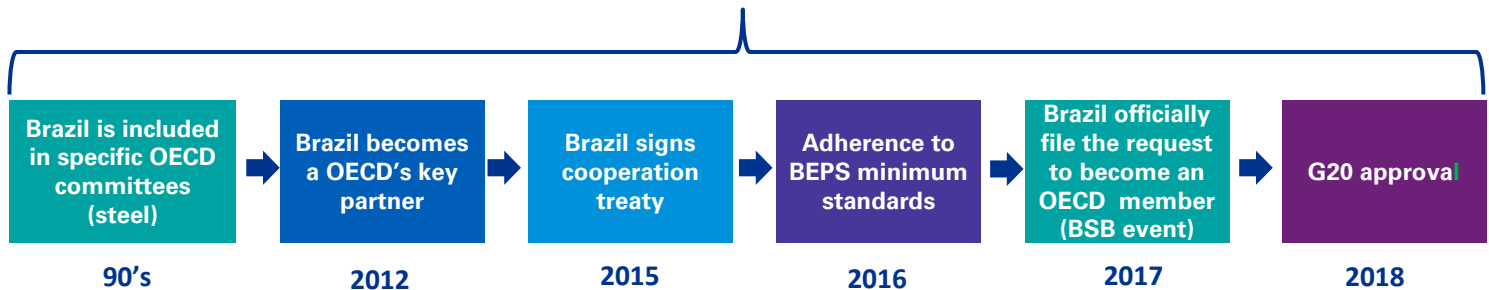 Brazil is included
in specific OECD
committees
(steel)
Brazil becomes
a OECD's key
partner
Brazil signs
cooperation
treaty
Adherence to
BEPS minimum
standards
Brazil officially
file the request
to become an
OECD member
(BSB event)
G20 approval
90's
2012
2015
2016
2017
2018